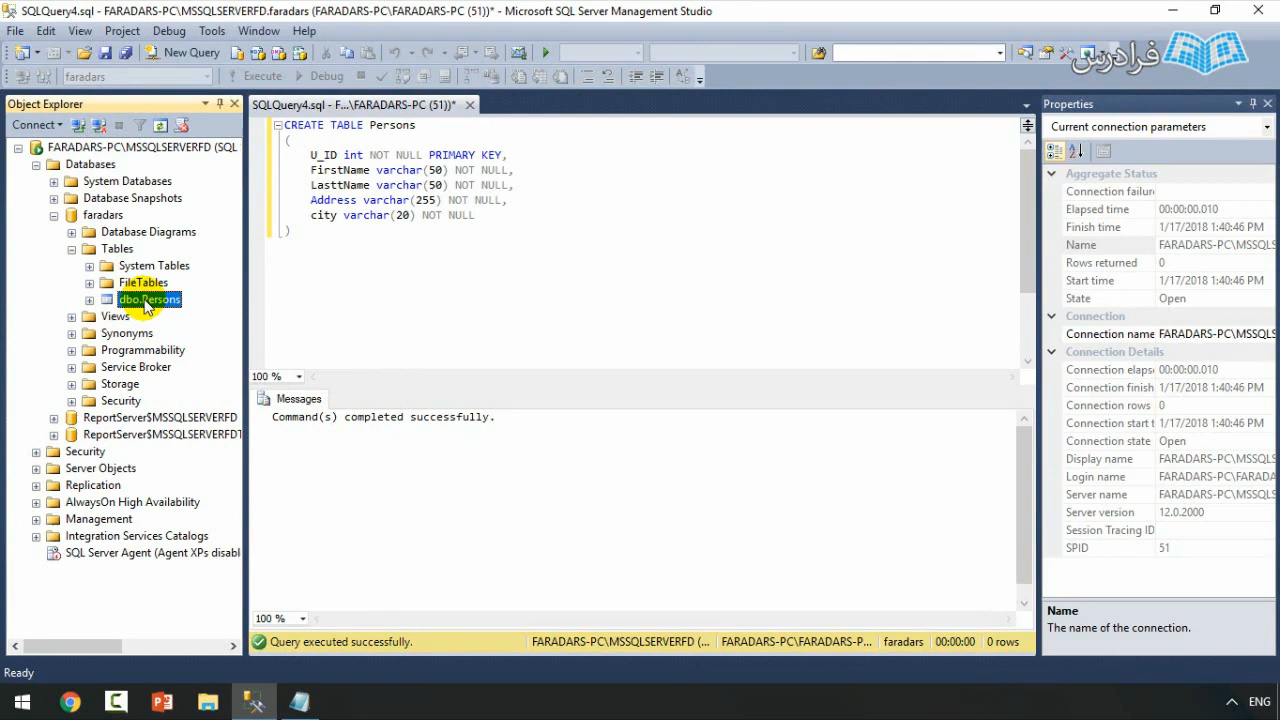 SQLQuery4.sql - FARADARS-PC\MSSQLSERVERFD.faradars (FARADARS-PC\FARADARS-PC (51))* - Microsoft SQL Server Management Studio
File Edit View Project Debug Tools Window Help
New Query
فرادرس
faradars Execute Debug
Object Explorer
Connect
FARADARS-PC\MSSQLSERVERFD (SQL
Databases
System Databases
Database Snapshots
faradars
Database Diagrams
Tables
System Tables
FileTables
dbo.Persons
Views
Synonyms
Programmability
Service Broker
Storage
Security
ReportServer$MSSQLSERVERFD
ReportServer$MSSQLSERVERFDT
Security
Server Objects
Replication
AlwaysOn High Availability
Management
Integration Services Catalogs
SQL Server Agent (Agent XPs disabl
SQLQuery4.sql - F...\FARADARS-PC (51))*
CREATE TABLE Persons
(
U_ID int NOT NULL PRIMARY KEY,
FirstName varchar(50) NOT NULL,
LasttName varchar(50) NOT NULL,
Address varchar(255) NOT NULL,
city varchar(20) NOT NULL
)
100 %
Messages
Command(s) completed successfully.
100 %
Query executed successfully. FARADARS-PC\MSSQLSERVERFD (... FARADARS-PC\FARADARS-P... faradars 00:00:00 0 rows
Properties
Current connection parameters
Aggregate Status
Connection failure
Elapsed time 00:00:00.010
Finish time 1/17/2018 1:40:46 PM
Name FARADARS-PC\MSSQ
Rows returned 0
Start time 1/17/2018 1:40:46 PM
State Open
Connection
Connection name FARADARS-PC\MSSQ
Connection Details
Connection elaps 00:00:00.010
Connection finish 1/17/2018 1:40:46 PM
Connection rows 0
Connection start t 1/17/2018 1:40:46 PM
Connection state Open
Display name FARADARS-PC\MSSQ
Login name FARADARS-PC\FARADA
Server name FARADARS-PC\MSSQ
Server version 12.0.2000
Session Tracing ID
SPID 51
Name
The name of the connection.
Ready
ENG